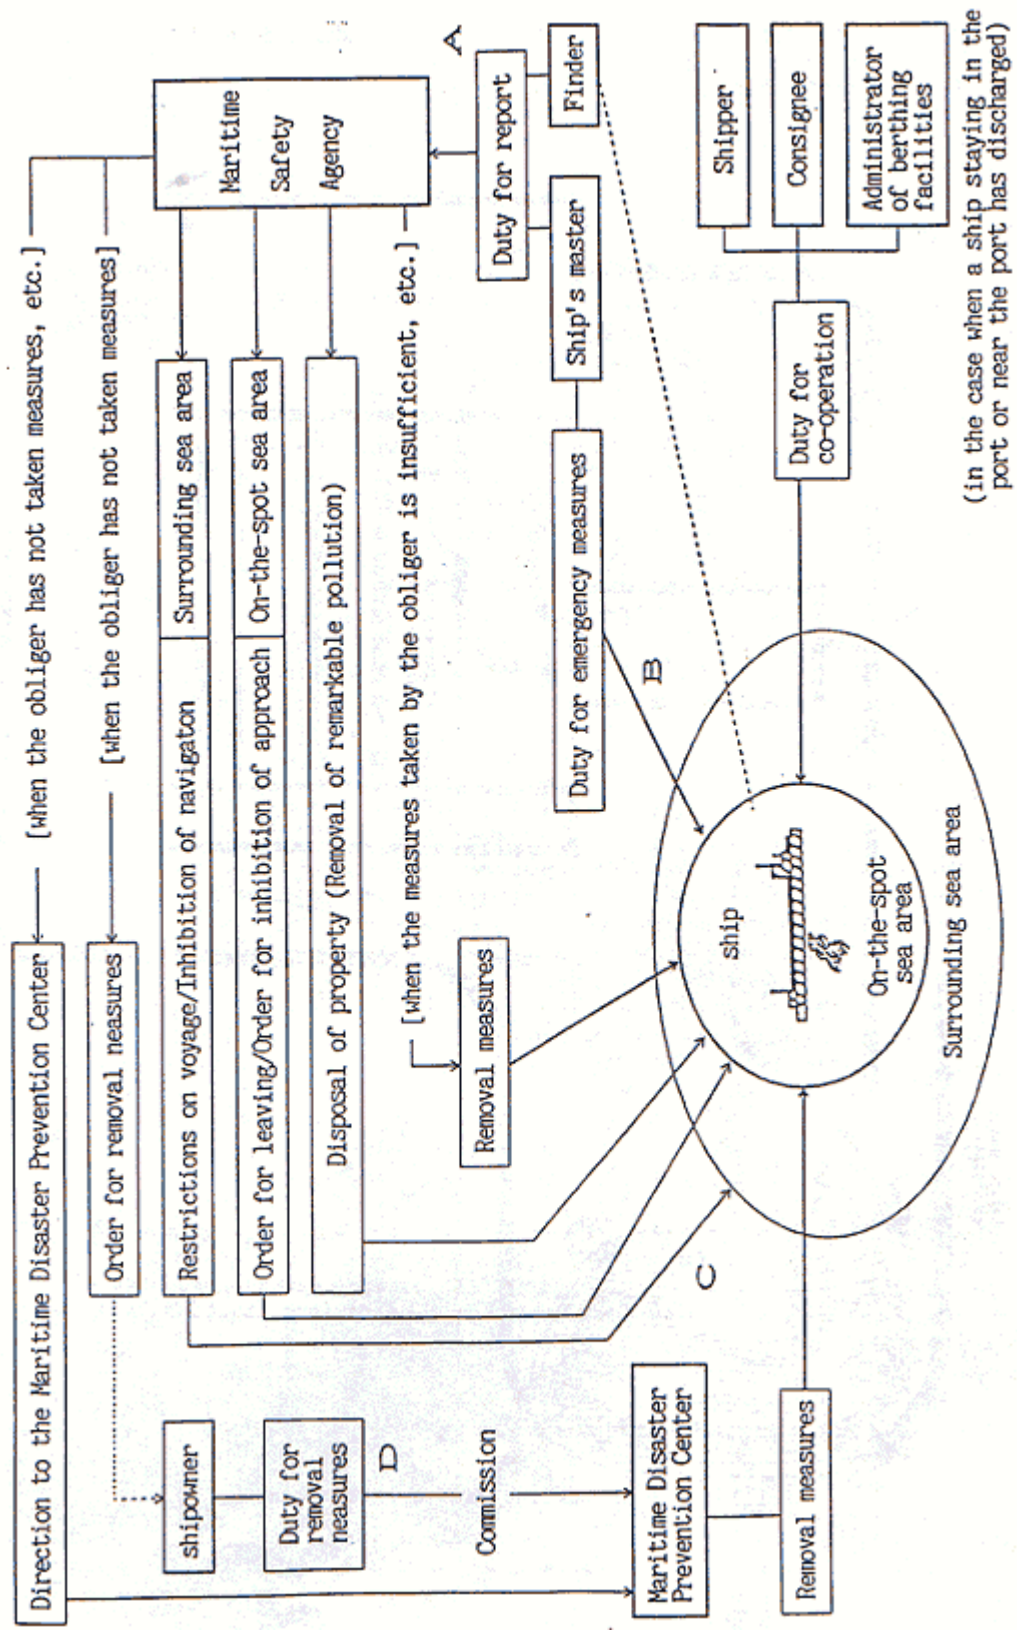 Direction to the Maritime Disaster Prevention Center
[when the obliger has not taken measures, etc.]
Order for removal neasures
[when the obliger has not taken measures]
Maritime
Safety
Agency
shipowner
Restrictions on voyage/Inhibition of navigaton
Surrounding sea area
Duty for
removal
neasures
Order for leaving/Order for inhibition of approach
On-the-spot sea area
Disposal of property (Removal of remarkable pollution)
D
[when the measures taken by the obliger is insufficient, etc.]
A
Commission
Removal measures
Duty for report
Duty for emergency measures
Ship's master
Finder
Maritime Disaster
Prevention Center
C
B
ship
Shipper
Removal measures
Duty for
co-operation
Consignee
On-the-spot
sea area
Administrator
of berthing
facilities
Surrounding sea area
(in the case when a ship staying in the
port or near the port has discharged)